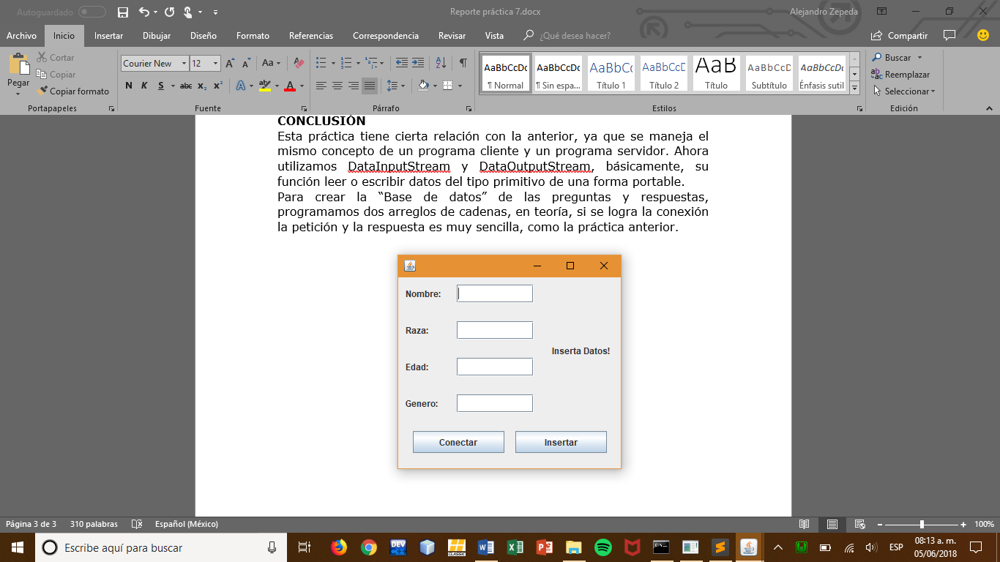 Autoguardado
Reporte práctica 7.docx
Alejandro Zepeda
Archivo Inicio Insertar Dibujar Diseño Formato Referencias Correspondencia Revisar Vista ¿Qué desea hacer? Compartir
Pegar
Cortar
Copiar
Copiar formato
Portapapeles
Courier New 12
Aa
N K S abc x₂ x²
Fuente
Párrafo
AaBbCcDc AaBbCcDc AaBbCc AaBbCcD AaB AaBbCcD AaBbCcDc
¶ Normal ¶ Sin espa... Título 1 Título 2 Título Subtítulo Énfasis sutil
Estilos
Buscar
Reemplazar
Seleccionar
Edición
CONCLUSIÓN
Esta práctica tiene cierta relación con la anterior, ya que se maneja el
mismo concepto de un programa cliente y un programa servidor. Ahora
utilizamos DataInputStream y DataOutputStream, básicamente, su
función leer o escribir datos del tipo primitivo de una forma portable.
Para crear la “Base de datos” de las preguntas y respuestas,
programamos dos arreglos de cadenas, en teoría, si se logra la conexión
la petición y la respuesta es muy sencilla, como la práctica anterior.
Nombre:
Raza:
Inserta Datos!
Edad:
Genero:
Conectar Insertar
Página 3 de 3 310 palabras Español (México) 100%
Escribe aquí para buscar
DEV
CLASSIC
ESP
08:13 a. m.
05/06/2018